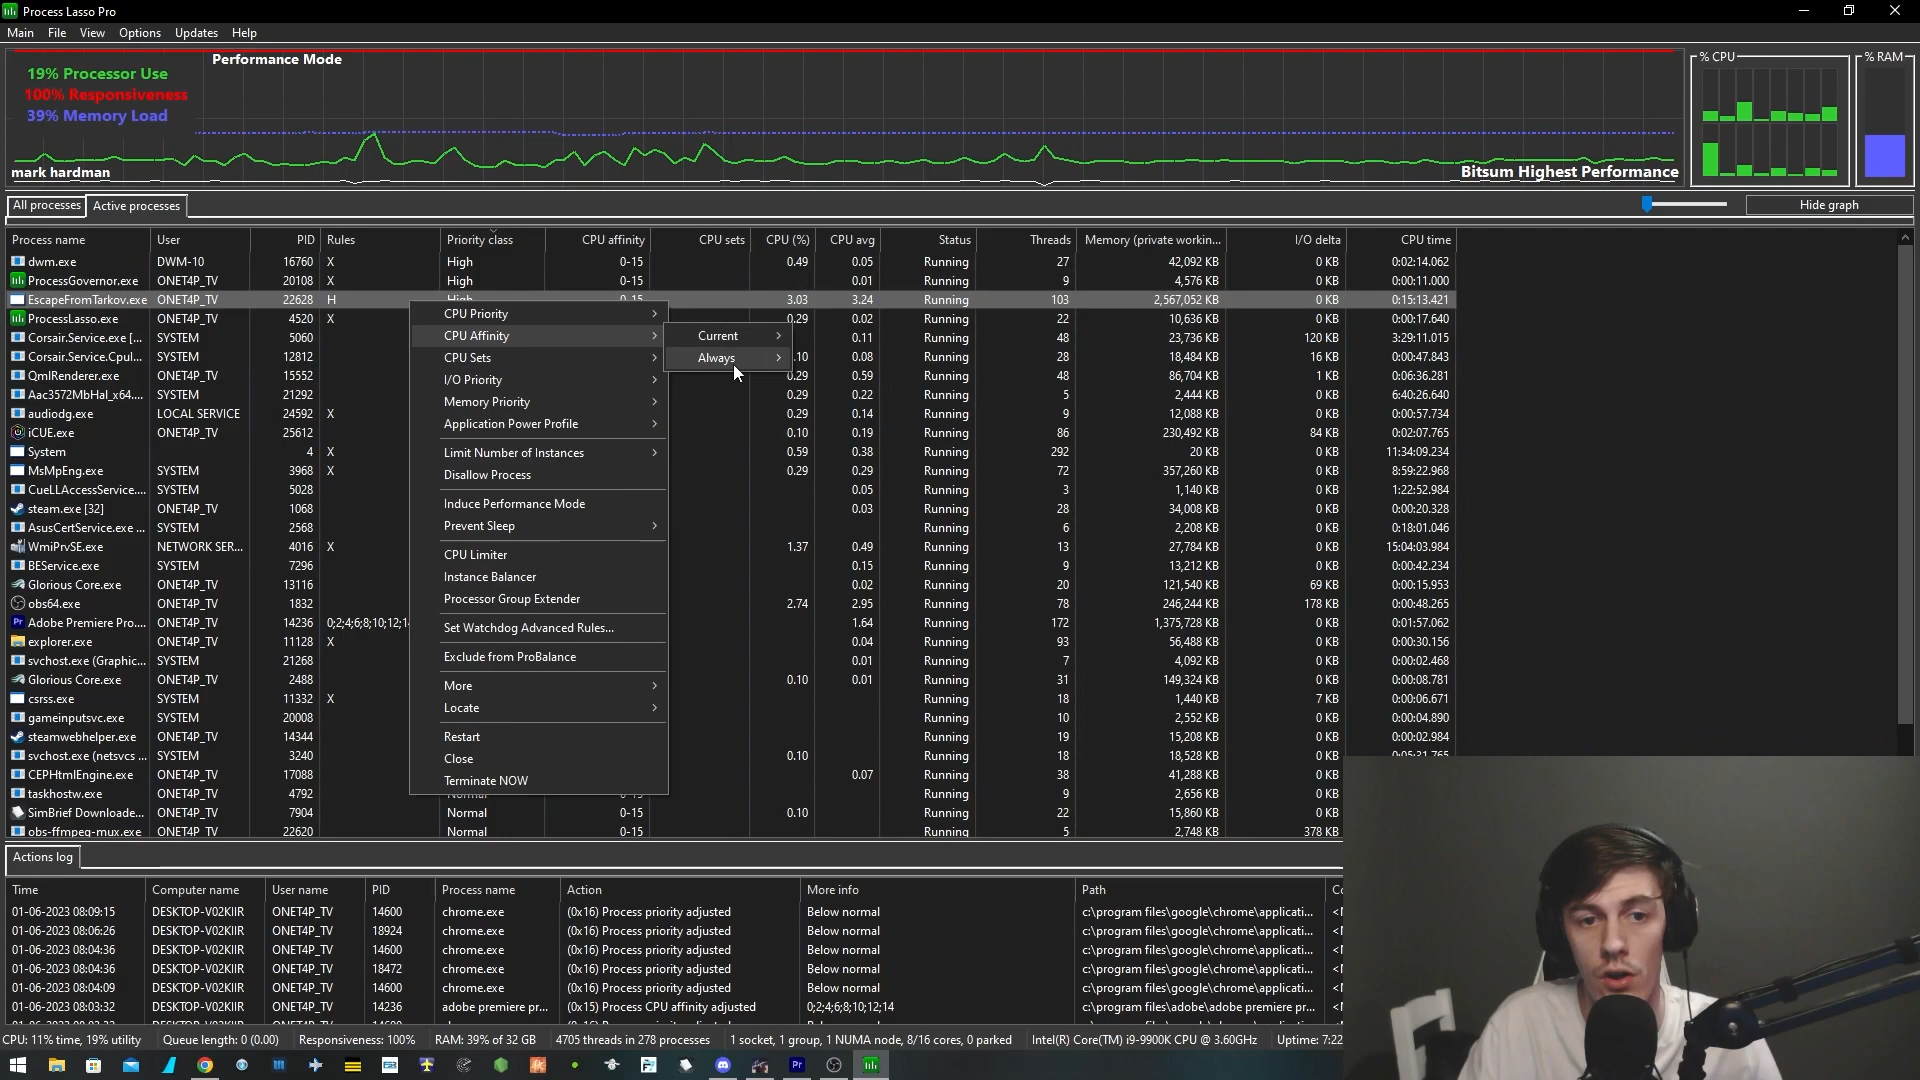 Process Lasso Pro
Main File View Options Updates Help
Performance Mode
19% Processor Use
100% Responsiveness
39% Memory Load
mark hardman
Bitsum Highest Performance
% CPU
% RAM
All processes Active processes
Hide graph
Process name User PID Rules Priority class CPU affinity CPU sets CPU (%) CPU avg Status Threads Memory (private workin... I/O delta CPU time
dwm.exe DWM-10 16760 X High 0-15 0.49 0.05 Running 27 42,092 KB 0 KB 0:02:14.062
ProcessGovernor.exe ONET4P_TV 20108 X High 0-15 0.01 Running 9 4,576 KB 0 KB 0:00:11.000
EscapeFromTarkov.exe ONET4P_TV 22628 H High 0-15 3.03 3.24 Running 103 2,567,052 KB 0 KB 0:15:13.421
ProcessLasso.exe ONET4P_TV 4520 X 0.29 0.02 Running 22 10,636 KB 0 KB 0:00:17.640
Corsair.Service.exe [... SYSTEM 5060 0.11 Running 48 23,736 KB 120 KB 3:29:11.015
Corsair.Service.Cpul... SYSTEM 12812 .10 0.08 Running 28 18,484 KB 16 KB 0:00:47.843
QmlRenderer.exe ONET4P_TV 15552 0.29 0.59 Running 48 86,704 KB 1 KB 0:06:36.281
Aac3572MbHal_x64.... SYSTEM 21292 0.29 0.22 Running 5 2,444 KB 0 KB 6:40:26.640
audiodg.exe LOCAL SERVICE 24592 X 0.29 0.14 Running 9 12,088 KB 0 KB 0:00:57.734
iCUE.exe ONET4P_TV 25612 0.10 0.19 Running 86 230,492 KB 84 KB 0:02:07.765
System 4 X 0.59 0.38 Running 292 20 KB 0 KB 11:34:09.234
MsMpEng.exe SYSTEM 3968 X 0.29 0.29 Running 72 357,260 KB 0 KB 8:59:22.968
CueLLAccessService.... SYSTEM 5028 0.05 Running 3 1,140 KB 0 KB 1:22:52.984
steam.exe [32] ONET4P_TV 1068 0.03 Running 28 34,008 KB 0 KB 0:00:20.328
AsusCertService.exe ... SYSTEM 2568 Running 6 2,208 KB 0 KB 0:18:01.046
WmiPrvSE.exe NETWORK SER... 4016 X 1.37 0.49 Running 13 27,784 KB 0 KB 15:04:03.984
BEService.exe SYSTEM 7296 0.15 Running 9 13,212 KB 0 KB 0:00:42.234
Glorious Core.exe ONET4P_TV 13116 0.02 Running 20 121,540 KB 69 KB 0:00:15.953
obs64.exe ONET4P_TV 1832 2.74 2.95 Running 78 246,244 KB 178 KB 0:00:48.265
Adobe Premiere Pro.... ONET4P_TV 14236 0;2;4;6;8;10;12;1 1.64 Running 172 1,375,728 KB 0 KB 0:01:57.062
explorer.exe ONET4P_TV 11128 X 0.04 Running 93 56,488 KB 0 KB 0:00:30.156
svchost.exe (Graphic... SYSTEM 21268 0.01 Running 7 4,092 KB 0 KB 0:00:02.468
Glorious Core.exe ONET4P_TV 2488 0.10 0.01 Running 31 149,324 KB 0 KB 0:00:08.781
csrss.exe SYSTEM 11332 X Running 18 1,440 KB 7 KB 0:00:06.671
gameinputsvc.exe SYSTEM 20008 Running 10 2,552 KB 0 KB 0:00:04.890
steamwebhelper.exe ONET4P_TV 14344 Running 19 15,208 KB 0 KB 0:00:02.984
svchost.exe (netsvcs ... SYSTEM 3240 0.10 Running 18 18,528 KB 0 KB 0:05:31.765
CEPHtmlEngine.exe ONET4P_TV 17088 0.07 Running 38 41,288 KB 0 KB
taskhostw.exe ONET4P_TV 4792 Normal 0-15 Running 9 2,656 KB 0 KB
SimBrief Downloade... ONET4P_TV 7904 Normal 0-15 0.10 Running 22 15,860 KB 0 KB
obs-ffmpeg-mux.exe ONET4P_TV 22620 Normal 0-15 Running 5 2,748 KB 378 KB
CPU Priority
CPU Affinity
CPU Sets
I/O Priority
Memory Priority
Application Power Profile
Limit Number of Instances
Disallow Process
Induce Performance Mode
Prevent Sleep
CPU Limiter
Instance Balancer
Processor Group Extender
Set Watchdog Advanced Rules...
Exclude from ProBalance
More
Locate
Restart
Close
Terminate NOW
Current
Always
Actions log
Time Computer name User name PID Process name Action More info Path
01-06-2023 08:09:15 DESKTOP-V02KIIR ONET4P_TV 14600 chrome.exe (0x16) Process priority adjusted Below normal c:\program files\google\chrome\applicati...
01-06-2023 08:06:26 DESKTOP-V02KIIR ONET4P_TV 18924 chrome.exe (0x16) Process priority adjusted Below normal c:\program files\google\chrome\applicati...
01-06-2023 08:04:36 DESKTOP-V02KIIR ONET4P_TV 14600 chrome.exe (0x16) Process priority adjusted Below normal c:\program files\google\chrome\applicati...
01-06-2023 08:04:36 DESKTOP-V02KIIR ONET4P_TV 18472 chrome.exe (0x16) Process priority adjusted Below normal c:\program files\google\chrome\applicati...
01-06-2023 08:04:09 DESKTOP-V02KIIR ONET4P_TV 14600 chrome.exe (0x16) Process priority adjusted Below normal c:\program files\google\chrome\applicati...
01-06-2023 08:03:32 DESKTOP-V02KIIR ONET4P_TV 14236 adobe premiere pr... (0x15) Process CPU affinity adjusted 0;2;4;6;8;10;12;14 c:\program files\adobe\adobe premiere pr...
CPU: 11% time, 19% utility Queue length: 0 (0.00) Responsiveness: 100% RAM: 39% of 32 GB 4705 threads in 278 processes 1 socket, 1 group, 1 NUMA node, 8/16 cores, 0 parked Intel(R) Core(TM) i9-9900K CPU @ 3.60GHz Uptime: 7:22